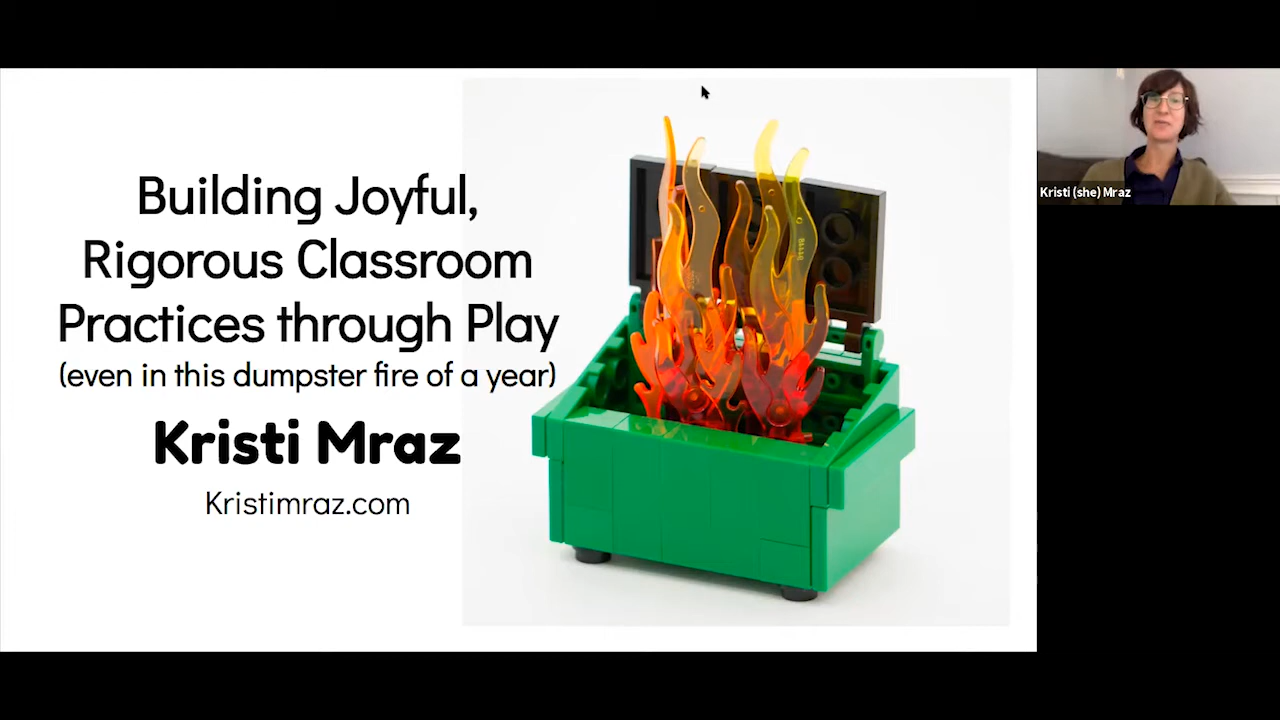 Building Joyful,
Rigorous Classroom
Practices through Play
(even in this dumpster fire of a year)
Kristi Mraz
Kristimraz.com
Kristi (she) Mraz